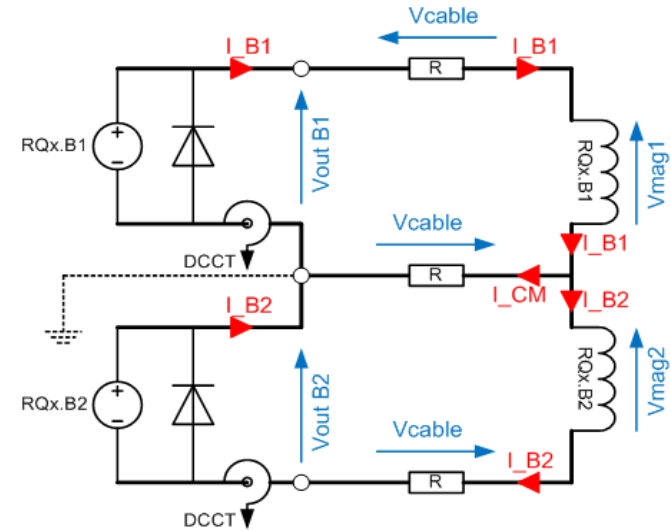 Vcable
I_B1
I_B1
R
+
RQx.B1
−
Vout B1
RQx.B1
Vmag1
Vcable
I_B1
DCCT
R
I_CM
I_B2
I_B2
+
RQx.B2
−
Vout B2
RQx.B2
Vmag2
Vcable
I_B2
R
DCCT